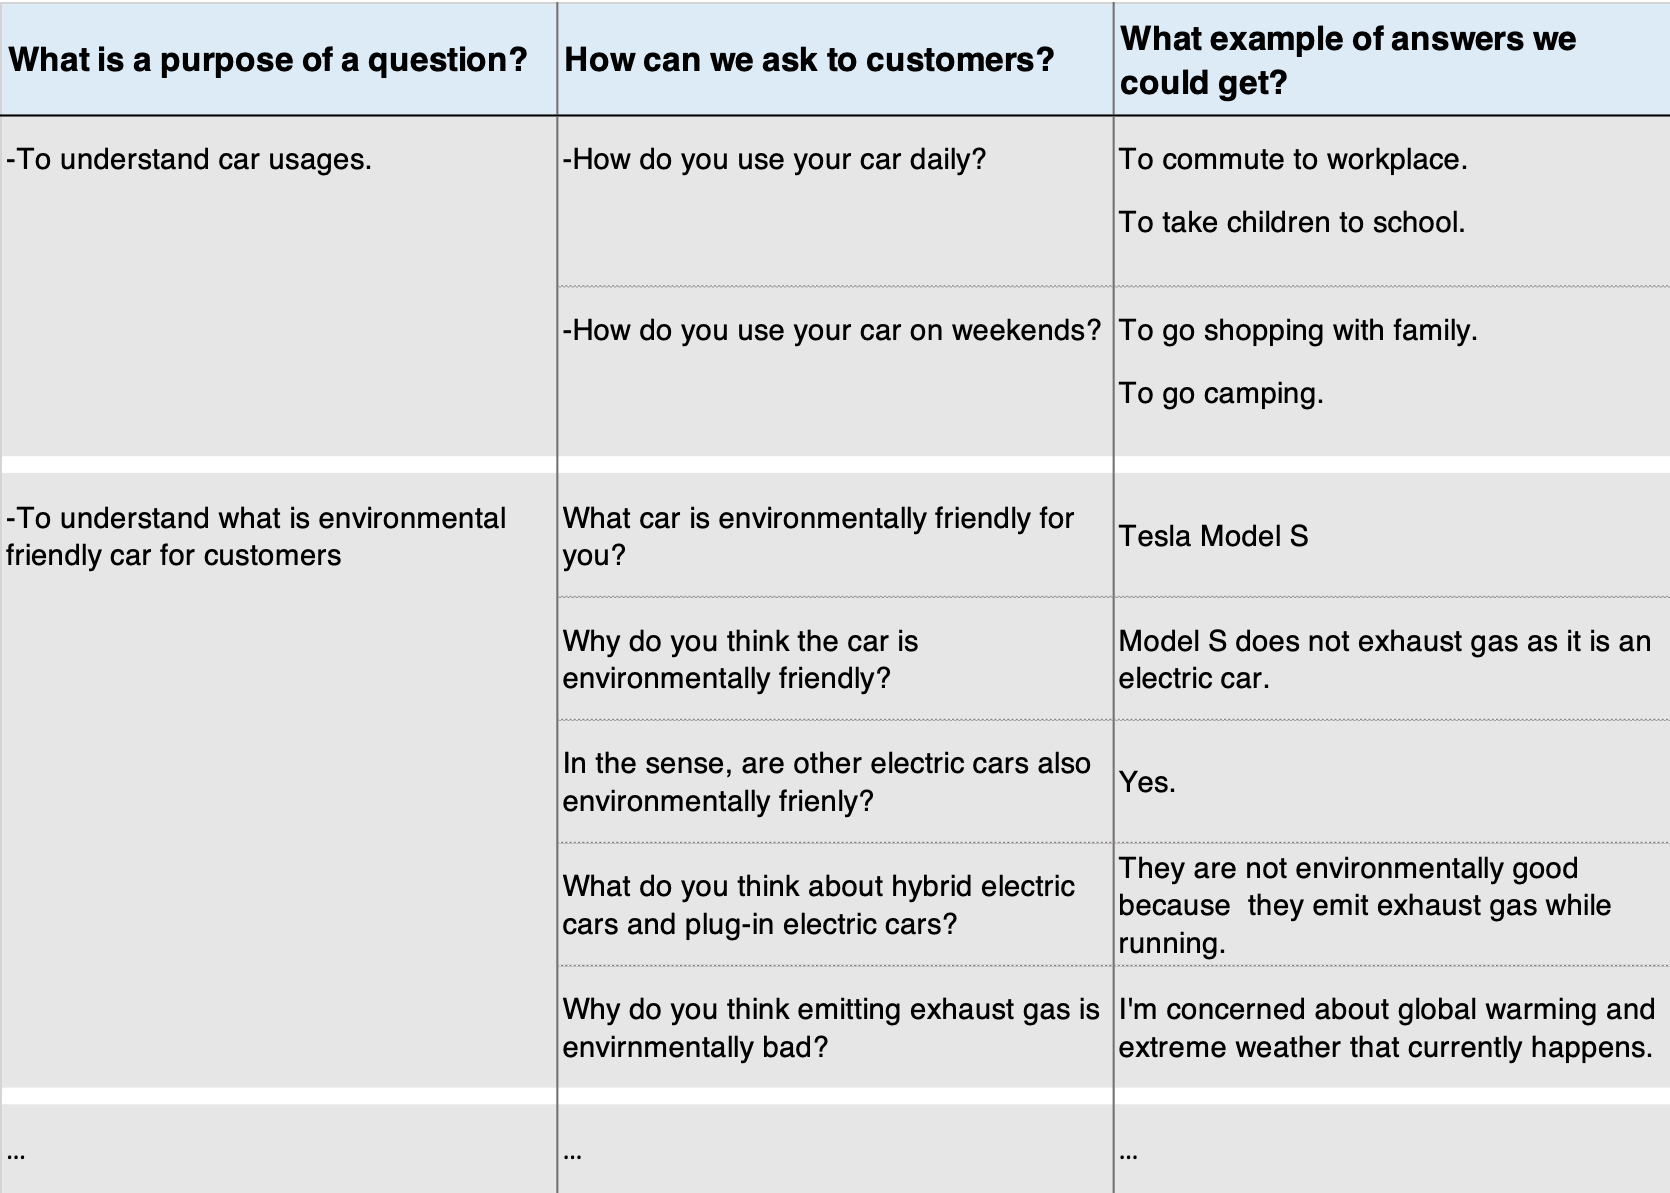 What is a purpose of a question?
How can we ask to customers?
What example of answers we
could get?
-To understand car usages.
-How do you use your car daily?
To commute to workplace.
To take children to school.
-How do you use your car on weekends?
To go shopping with family.
To go camping.
-To understand what is environmental
friendly car for customers
What car is environmentally friendly for
you?
Tesla Model S
Why do you think the car is
environmentally friendly?
Model S does not exhaust gas as it is an
electric car.
In the sense, are other electric cars also
environmentally frienly?
Yes.
What do you think about hybrid electric
cars and plug-in electric cars?
They are not environmentally good
because  they emit exhaust gas while
running.
Why do you think emitting exhaust gas is
envirnmentally bad?
I'm concerned about global warming and
extreme weather that currently happens.
...
...
...